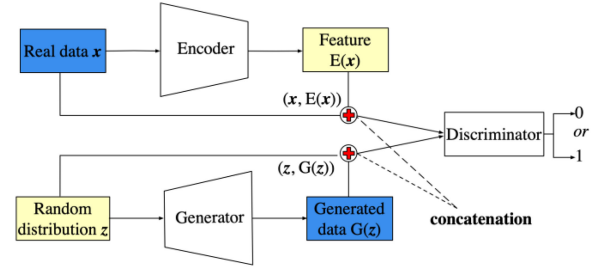 Real data x
Encoder
Feature
E(x)
(x, E(x))
Discriminator
0
or
1
(z, G(z))
Random
distribution z
Generator
Generated
data G(z)
concatenation